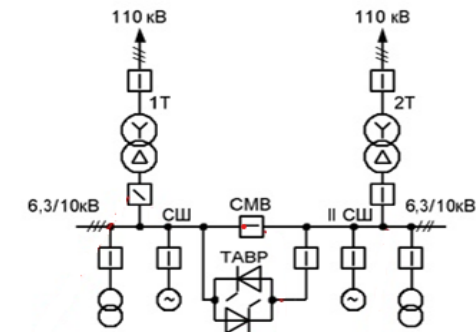 110 кВ 110 кВ
1Т 2Т
6,3/10кВ СШ СМВ II СШ 6,3/10кВ
ТАВР